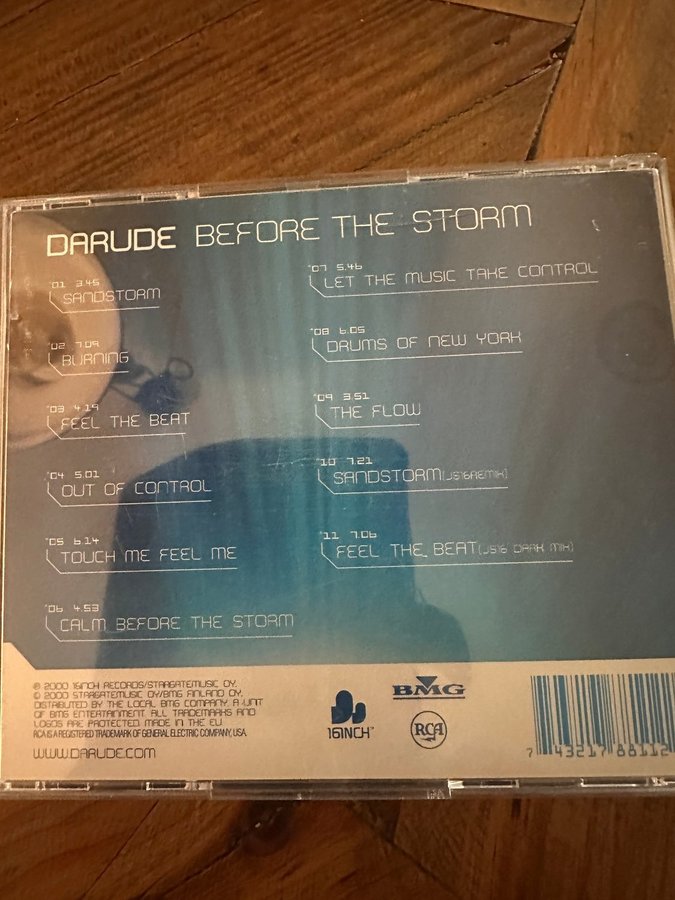 DARUDE BEFORE THE STORM
'01 3.45
SANDSTORM
'02 7.09
BURNING
'03 4.19
FEEL THE BEAT
'04 5.01
OUT OF CONTROL
'05 6.14
TOUCH ME FEEL ME
'06 4.53
CALM BEFORE THE STORM
'07 5.46
LET THE MUSIC TAKE CONTROL
'08 6.05
DRUMS OF NEW YORK
'09 3.51
THE FLOW
'10 7.21
SANDSTORM(JS16REMIX)
'11 7.06
FEEL THE BEAT(JS16 DARK MIX)
℗ 2000 16INCH RECORDS/STARGATEMUSIC OY.
© 2000 STARGATEMUSIC OY/BMG FINLAND OY.
DISTRIBUTED BY THE LOCAL BMG COMPANY. A UNIT
OF BMG ENTERTAINMENT. ALL TRADEMARKS AND
LOGOS ARE PROTECTED. MADE IN THE EU
RCA IS A REGISTERED TRADEMARK OF GENERAL ELECTRIC COMPANY, USA.
WWW.DARUDE.COM
16INCH™
BMG
RCA
7 43217 88112